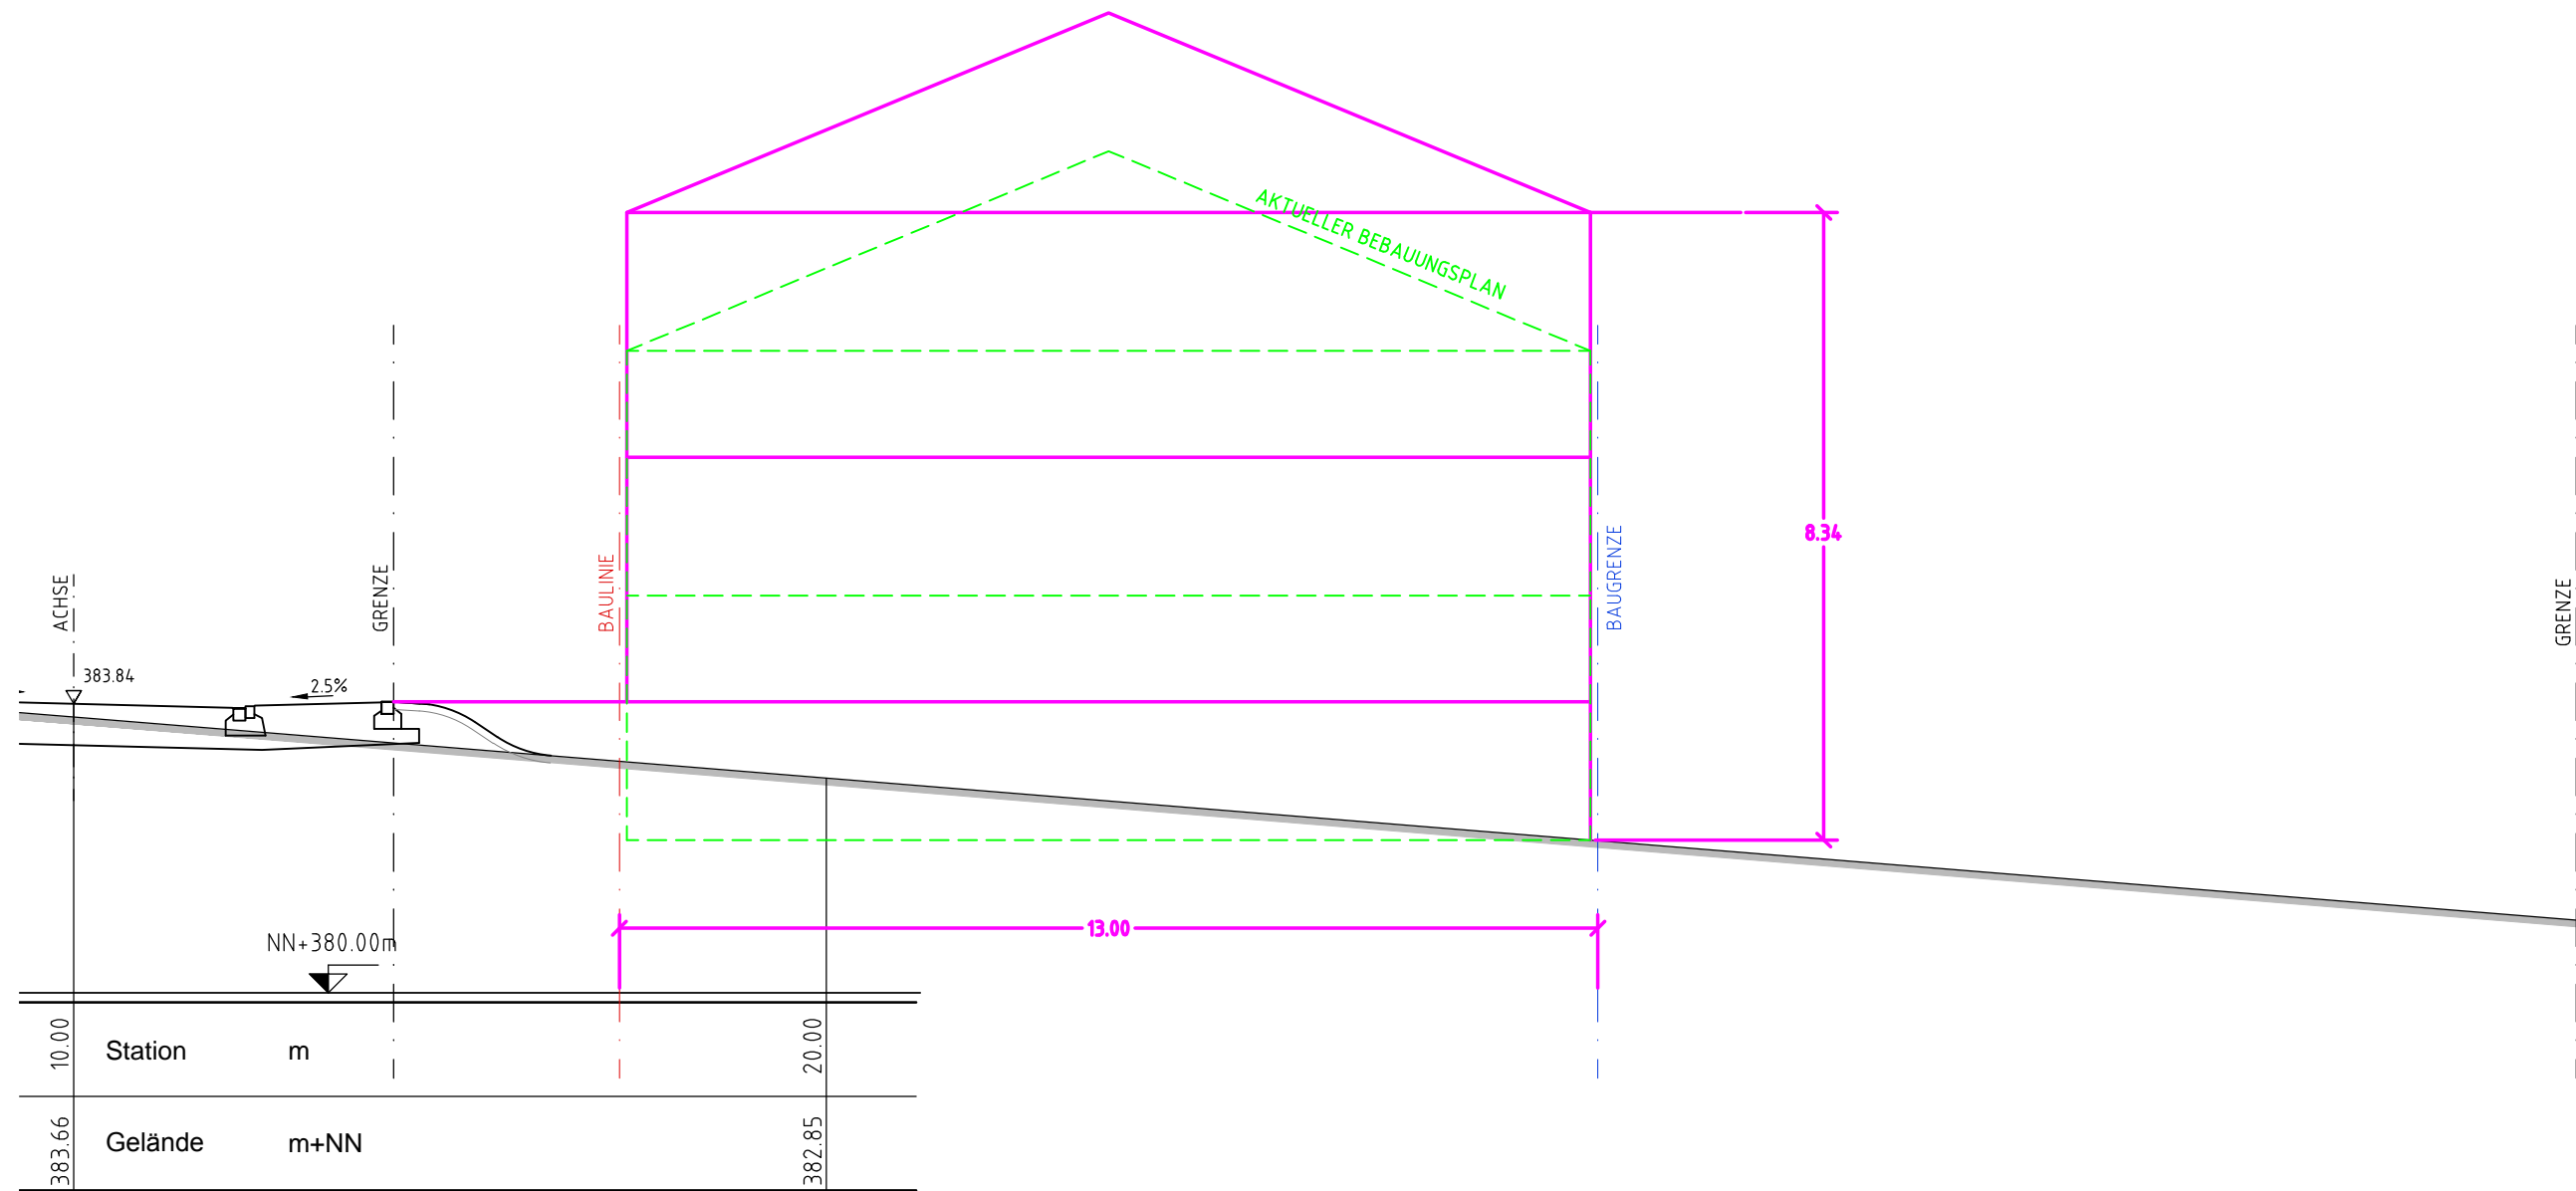 AKTUELLER BEBAUUNGSPLAN
8.34
ACHSE
GRENZE
BAULINIE
BAUGRENZE
GRENZE
383.84
2.5%
13.00
NN+380.00m
10.00
Station m
20.00
383.66
Gelände m+NN
382.85